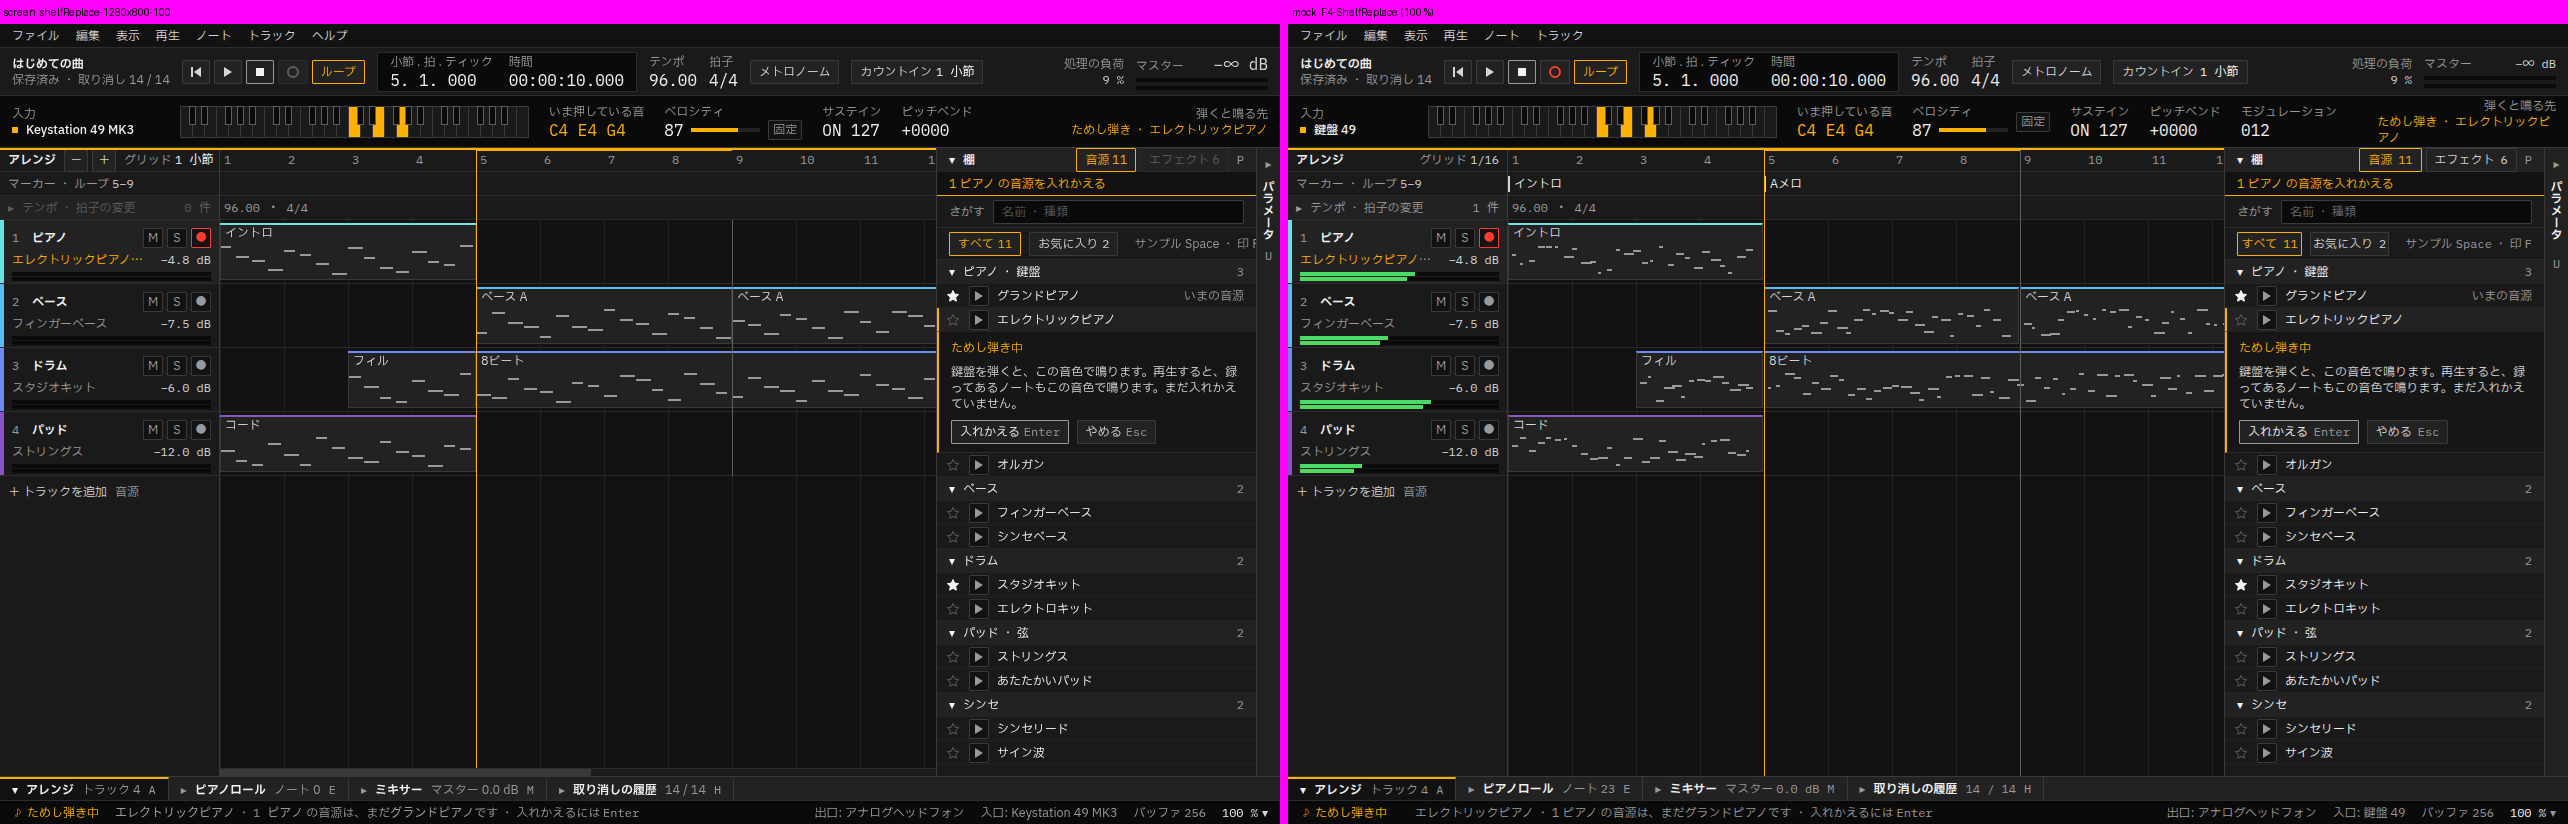 screen shelfReplace-1280x800-100
ファイル 編集 表示 再生 ノート トラック ヘルプ
はじめての曲
保存済み ・ 取り消し 14 / 14
ループ
小節 . 拍 . ティック 時間
5. 1. 000 00:00:10.000
テンポ 拍子
96.00 4/4
メトロノーム
カウントイン 1 小節
処理の負荷
9 %
マスター
−∞ dB
入力
Keystation 49 MK3
いま押している音 ベロシティ
C4 E4 G4 87 固定
サステイン ピッチベンド
ON 127 +0000
弾くと鳴る先
ためし弾き ・ エレクトリックピアノ
アレンジ − + グリッド 1 小節
1 2 3 4 5 6 7 8 9 10 11 1
マーカー ・ ループ 5–9
▸ テンポ ・ 拍子の変更 0 件
96.00 ・ 4/4
1 ピアノ M S
エレクトリックピアノ… −4.8 dB
イントロ
2 ベース M S
フィンガーベース −7.5 dB
ベース A ベース A
3 ドラム M S
スタジオキット −6.0 dB
フィル 8ビート
4 パッド M S
ストリングス −12.0 dB
コード
+ トラックを追加 音源
▾ 棚 音源 11 エフェクト 6 P
1 ピアノ の音源を入れかえる
さがす 名前 ・ 種類
すべて 11 お気に入り 2 サンプル Space ・ 印 F
▾ ピアノ ・ 鍵盤 3
★ グランドピアノ いまの音源
☆ エレクトリックピアノ
ためし弾き中
鍵盤を弾くと、この音色で鳴ります。再生すると、録
ってあるノートもこの音色で鳴ります。まだ入れかえ
ていません。
入れかえる Enter やめる Esc
☆ オルガン
▾ ベース 2
☆ フィンガーベース
☆ シンセベース
▾ ドラム 2
★ スタジオキット
☆ エレクトロキット
▾ パッド ・ 弦 2
☆ ストリングス
☆ あたたかいパッド
▾ シンセ 2
☆ シンセリード
☆ サイン波
▸
パラメータ
U
▾ アレンジ トラック 4 A ▸ ピアノロール ノート 0 E ▸ ミキサー マスター 0.0 dB M ▸ 取り消しの履歴 14 / 14 H
♪ ためし弾き中 エレクトリックピアノ ・ 1 ピアノ の音源は、まだグランドピアノです ・ 入れかえるには Enter
出口: アナログヘッドフォン 入口: Keystation 49 MK3 バッファ 256 100 % ▾
mock F4-ShelfReplace (100 %)
ファイル 編集 表示 再生 ノート トラック
はじめての曲
保存済み ・ 取り消し 14
ループ
小節 . 拍 . ティック 時間
5. 1. 000 00:00:10.000
テンポ 拍子
96.00 4/4
メトロノーム
カウントイン 1 小節
処理の負荷
9 %
マスター
−∞ dB
入力
鍵盤 49
いま押している音 ベロシティ
C4 E4 G4 87 固定
サステイン ピッチベンド モジュレーション
ON 127 +0000 012
弾くと鳴る先
ためし弾き ・ エレクトリックピ
アノ
アレンジ グリッド 1/16
1 2 3 4 5 6 7 8 9 10 11 1
マーカー ・ ループ 5–9
イントロ Aメロ
▸ テンポ ・ 拍子の変更 1 件
96.00 ・ 4/4
1 ピアノ M S
エレクトリックピアノ… −4.8 dB
イントロ
2 ベース M S
フィンガーベース −7.5 dB
ベース A ベース A
3 ドラム M S
スタジオキット −6.0 dB
フィル 8ビート
4 パッド M S
ストリングス −12.0 dB
コード
+ トラックを追加 音源
▾ 棚 音源 11 エフェクト 6 P
1 ピアノ の音源を入れかえる
さがす 名前 ・ 種類
すべて 11 お気に入り 2 サンプル Space ・ 印 F
▾ ピアノ ・ 鍵盤 3
★ グランドピアノ いまの音源
☆ エレクトリックピアノ
ためし弾き中
鍵盤を弾くと、この音色で鳴ります。再生すると、録
ってあるノートもこの音色で鳴ります。まだ入れかえ
ていません。
入れかえる Enter やめる Esc
☆ オルガン
▾ ベース 2
☆ フィンガーベース
☆ シンセベース
▾ ドラム 2
★ スタジオキット
☆ エレクトロキット
▾ パッド ・ 弦 2
☆ ストリングス
☆ あたたかいパッド
▾ シンセ 2
☆ シンセリード
☆ サイン波
▸
パラメータ
U
▾ アレンジ トラック 4 A ▸ ピアノロール ノート 23 E ▸ ミキサー マスター 0.0 dB M ▸ 取り消しの履歴 14 / 14 H
♪ ためし弾き中 エレクトリックピアノ ・ 1 ピアノ の音源は、まだグランドピアノです ・ 入れかえるには Enter
出口: アナログヘッドフォン 入口: 鍵盤 49 バッファ 256 100 % ▾